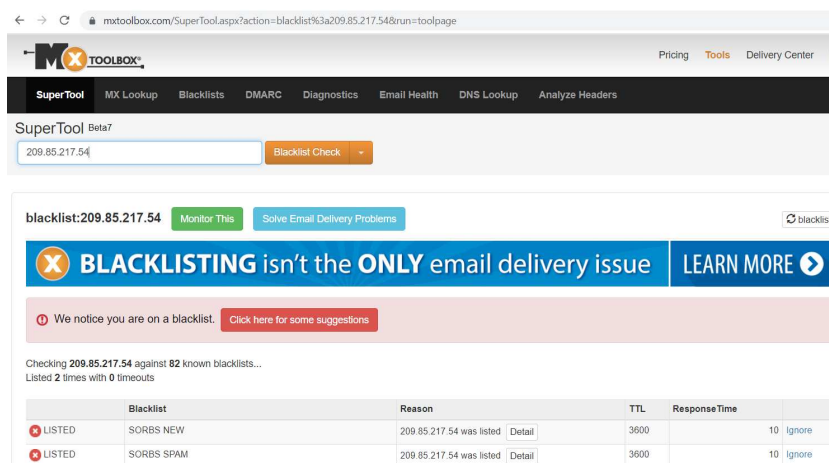 mxtoolbox.com/SuperTool.aspx?action=blacklist%3a209.85.217.54&run=toolpage
MX TOOLBOX®
Pricing Tools Delivery Center
SuperTool MX Lookup Blacklists DMARC Diagnostics Email Health DNS Lookup Analyze Headers
SuperTool Beta7
209.85.217.54 Blacklist Check
blacklist:209.85.217.54 Monitor This Solve Email Delivery Problems blacklis
X BLACKLISTING isn't the ONLY email delivery issue LEARN MORE
We notice you are on a blacklist. Click here for some suggestions
Checking 209.85.217.54 against 82 known blacklists...
Listed 2 times with 0 timeouts
Blacklist Reason TTL ResponseTime
LISTED SORBS NEW 209.85.217.54 was listed Detail 3600 10 Ignore
LISTED SORBS SPAM 209.85.217.54 was listed Detail 3600 10 Ignore